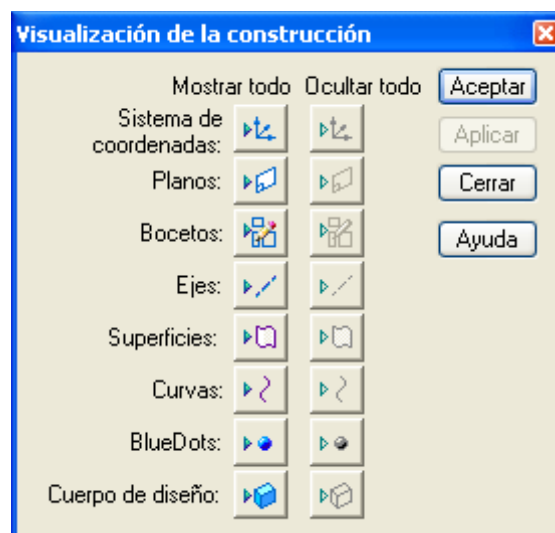 Visualización de la construcción
Mostrar todo Ocultar todo Aceptar
Sistema de
coordenadas:
Aplicar
Planos:
Cerrar
Bocetos:
Ayuda
Ejes:
Superficies:
Curvas:
BlueDots:
Cuerpo de diseño: